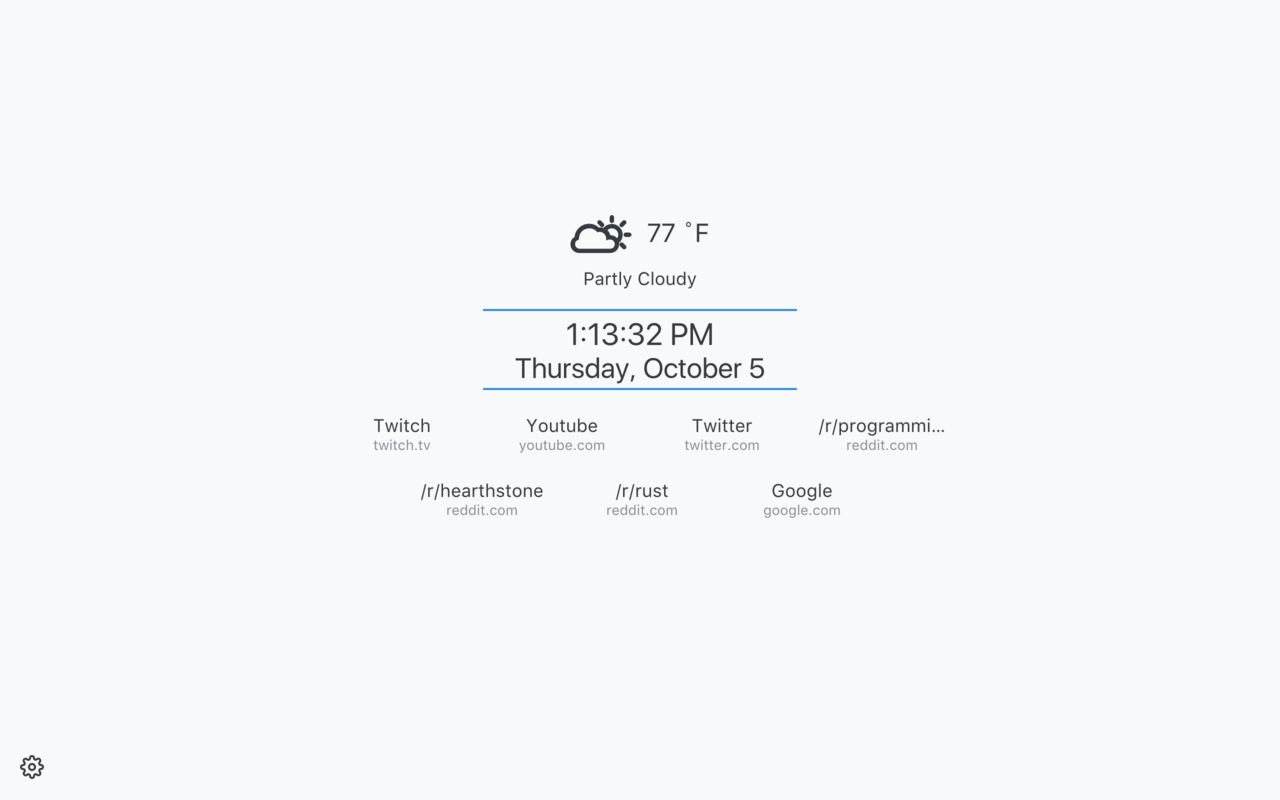 77 °F
Partly Cloudy
1:13:32 PM
Thursday, October 5
Twitch Youtube Twitter /r/programmi...
twitch.tv youtube.com twitter.com reddit.com
/r/hearthstone /r/rust Google
reddit.com reddit.com google.com